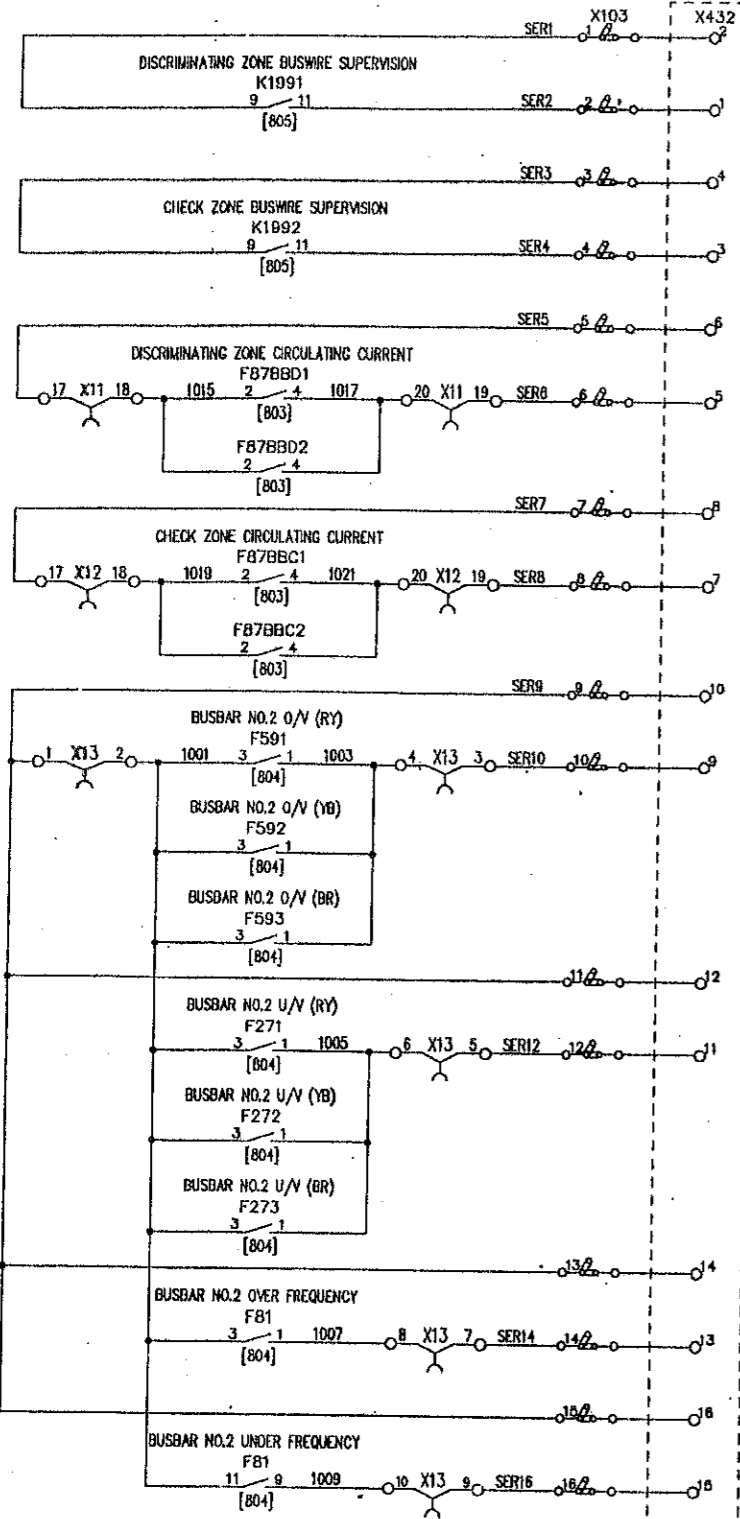 X103 X432
SER1 1 2
DISCRIMINATING ZONE BUSWIRE SUPERVISION
K1991
9 11 SER2 2 1
[805]
SER3 3 4
CHECK ZONE BUSWIRE SUPERVISION
K1992
9 11 SER4 4 3
[805]
SER5 5 6
DISCRIMINATING ZONE CIRCULATING CURRENT
F87BBD1
17 X11 18 1015 2 4 1017 20 X11 19 SER6 6 5
[803]
F87BBD2
2 4
[803]
SER7 7 8
CHECK ZONE CIRCULATING CURRENT
F87BBC1
17 X12 18 1019 2 4 1021 20 X12 19 SER8 8 7
[803]
F87BBC2
2 4
[803]
SER9 9 10
BUSBAR NO.2 O/V (RY)
F591
1 X13 2 1001 3 1 1003 4 X13 3 SER10 10 9
[804]
BUSBAR NO.2 O/V (YB)
F592
3 1
[804]
BUSBAR NO.2 O/V (BR)
F593
3 1
[804]
11 12
BUSBAR NO.2 U/V (RY)
F271
3 1 1005 6 X13 5 SER12 12 11
[804]
BUSBAR NO.2 U/V (YB)
F272
3 1
[804]
BUSBAR NO.2 U/V (BR)
F273
3 1
[804]
13 14
BUSBAR NO.2 OVER FREQUENCY
F81
3 1 1007 8 X13 7 SER14 14 13
[804]
15 16
BUSBAR NO.2 UNDER FREQUENCY
F81
11 9 1009 10 X13 9 SER16 16 15
[804]